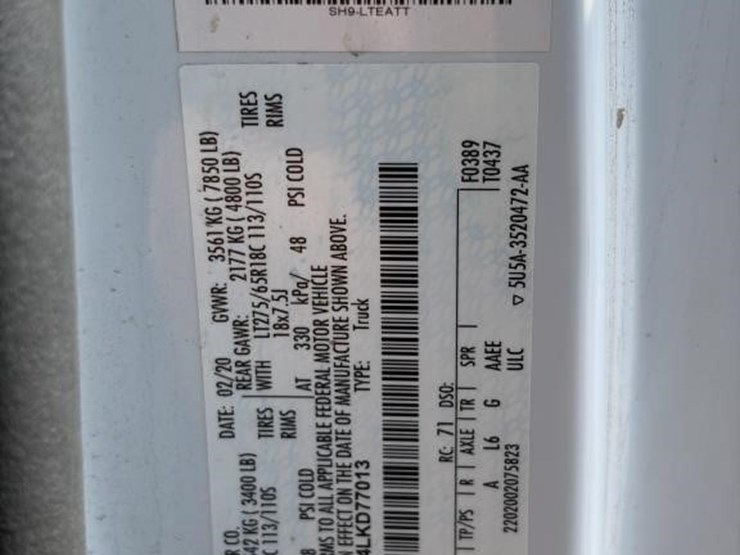 SH9-LTEATT
R CO.
DATE: 02/20 GVWR: 3561 KG ( 7850 LB)
42 KG ( 3400 LB) REAR GAWR: 2177 KG ( 4800 LB)
C 113/110S TIRES WITH LT275/65R18C 113/110S TIRES
RIMS 18x7.5J RIMS
8 PSI COLD AT 330 kPa/ 48 PSI COLD
RMS TO ALL APPLICABLE FEDERAL MOTOR VEHICLE
N EFFECT ON THE DATE OF MANUFACTURE SHOWN ABOVE.
4LKD77013 TYPE: Truck
RC: 71 DSO:
TP/PS R AXLE TR SPR F0389
A L6 G AAEE T0437
2202002075823 ULC ▽ 5U5A-3520472-AA